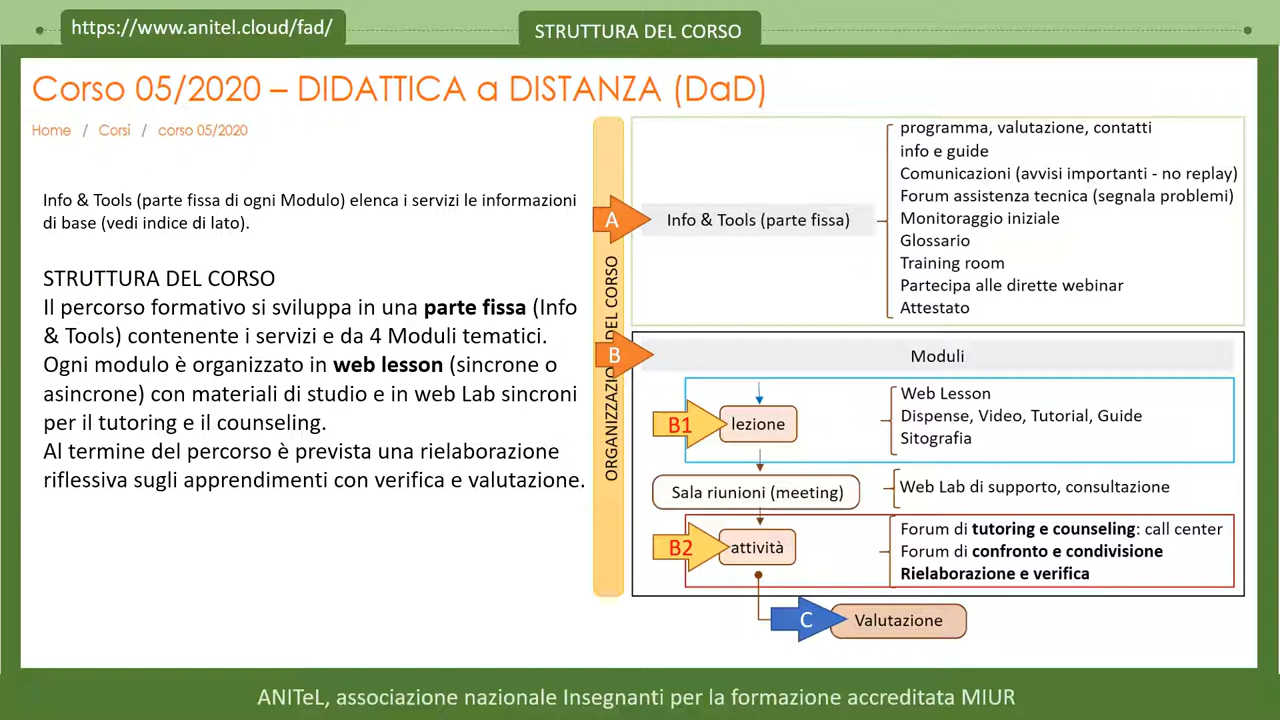 https://www.anitel.cloud/fad/
STRUTTURA DEL CORSO
Corso 05/2020 – DIDATTICA a DISTANZA (DaD)
Home / Corsi / corso 05/2020
Info & Tools (parte fissa di ogni Modulo) elenca i servizi le informazioni
di base (vedi indice di lato).
STRUTTURA DEL CORSO
Il percorso formativo si sviluppa in una parte fissa (Info
& Tools) contenente i servizi e da 4 Moduli tematici.
Ogni modulo è organizzato in web lesson (sincrone o
asincrone) con materiali di studio e in web Lab sincroni
per il tutoring e il counseling.
Al termine del percorso è prevista una rielaborazione
riflessiva sugli apprendimenti con verifica e valutazione.
ORGANIZZAZIO DEL CORSO
A
Info & Tools (parte fissa)
programma, valutazione, contatti
info e guide
Comunicazioni (avvisi importanti - no replay)
Forum assistenza tecnica (segnala problemi)
Monitoraggio iniziale
Glossario
Training room
Partecipa alle dirette webinar
Attestato
B
Moduli
B1
lezione
Web Lesson
Dispense, Video, Tutorial, Guide
Sitografia
Sala riunioni (meeting)
Web Lab di supporto, consultazione
B2
attività
Forum di tutoring e counseling: call center
Forum di confronto e condivisione
Rielaborazione e verifica
C
Valutazione
ANITeL, associazione nazionale Insegnanti per la formazione accreditata MIUR